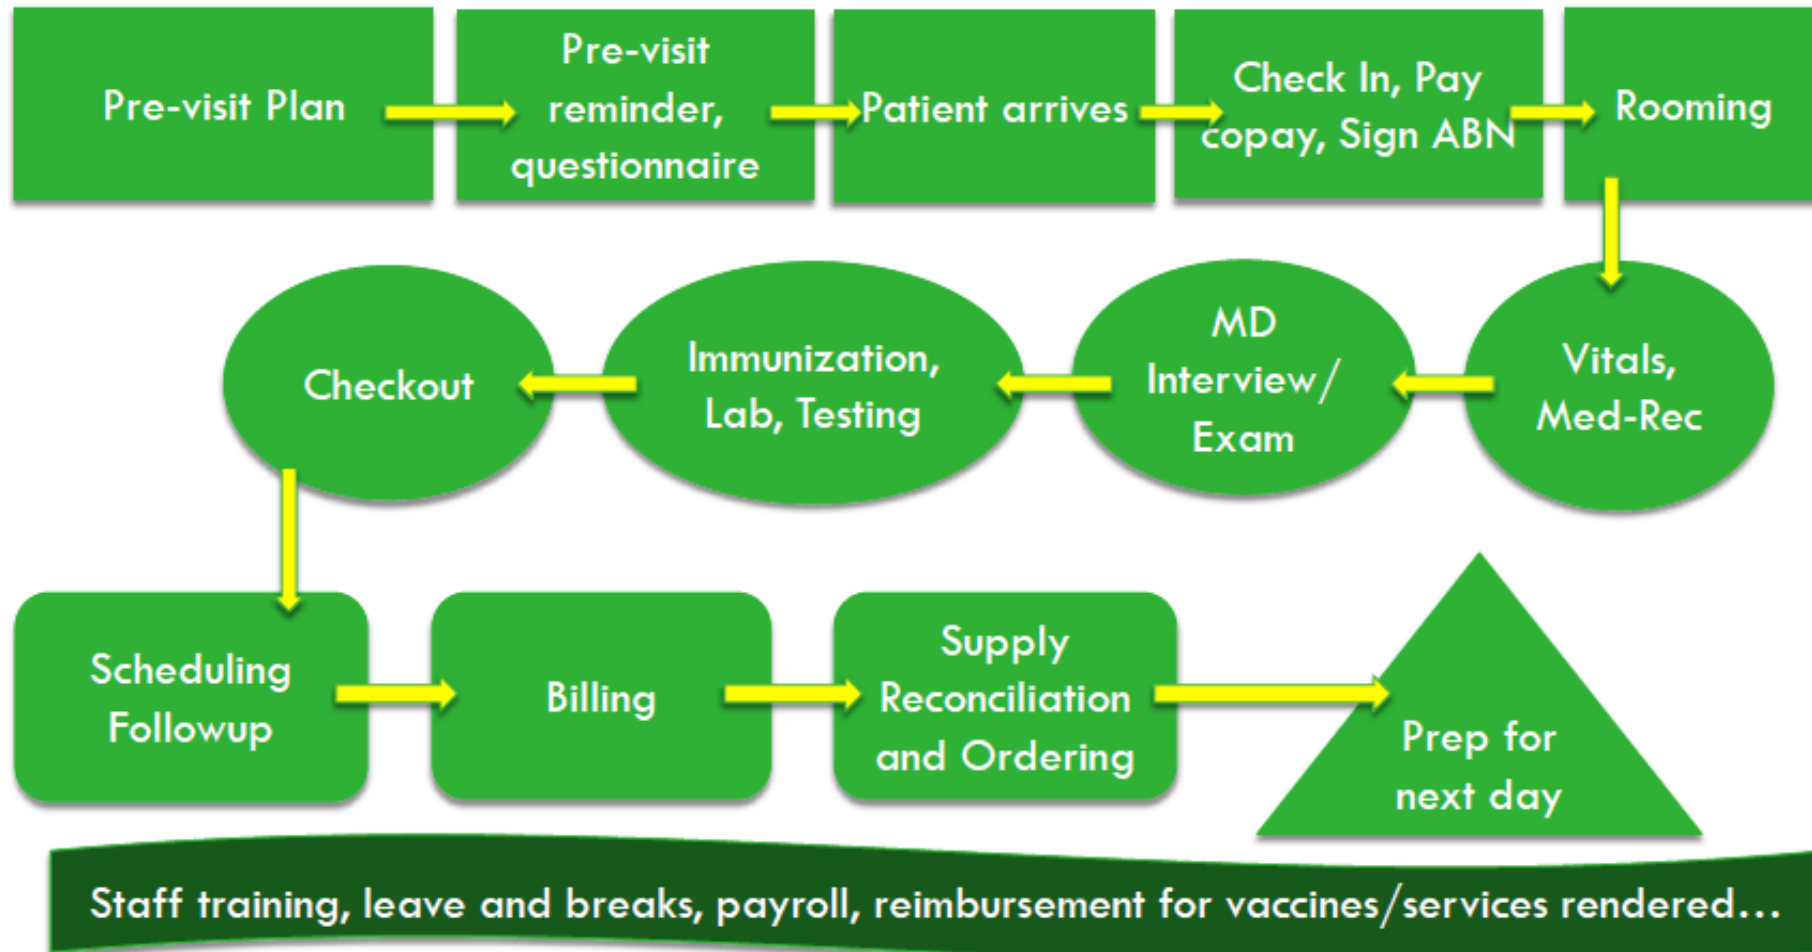 Pre-visit Plan
Pre-visit
reminder,
questionnaire
Patient arrives
Check In, Pay
copay, Sign ABN
Rooming
Vitals,
Med-Rec
MD
Interview/
Exam
Immunization,
Lab, Testing
Checkout
Scheduling
Followup
Billing
Supply
Reconciliation
and Ordering
Prep for
next day
Staff training, leave and breaks, payroll, reimbursement for vaccines/services rendered...